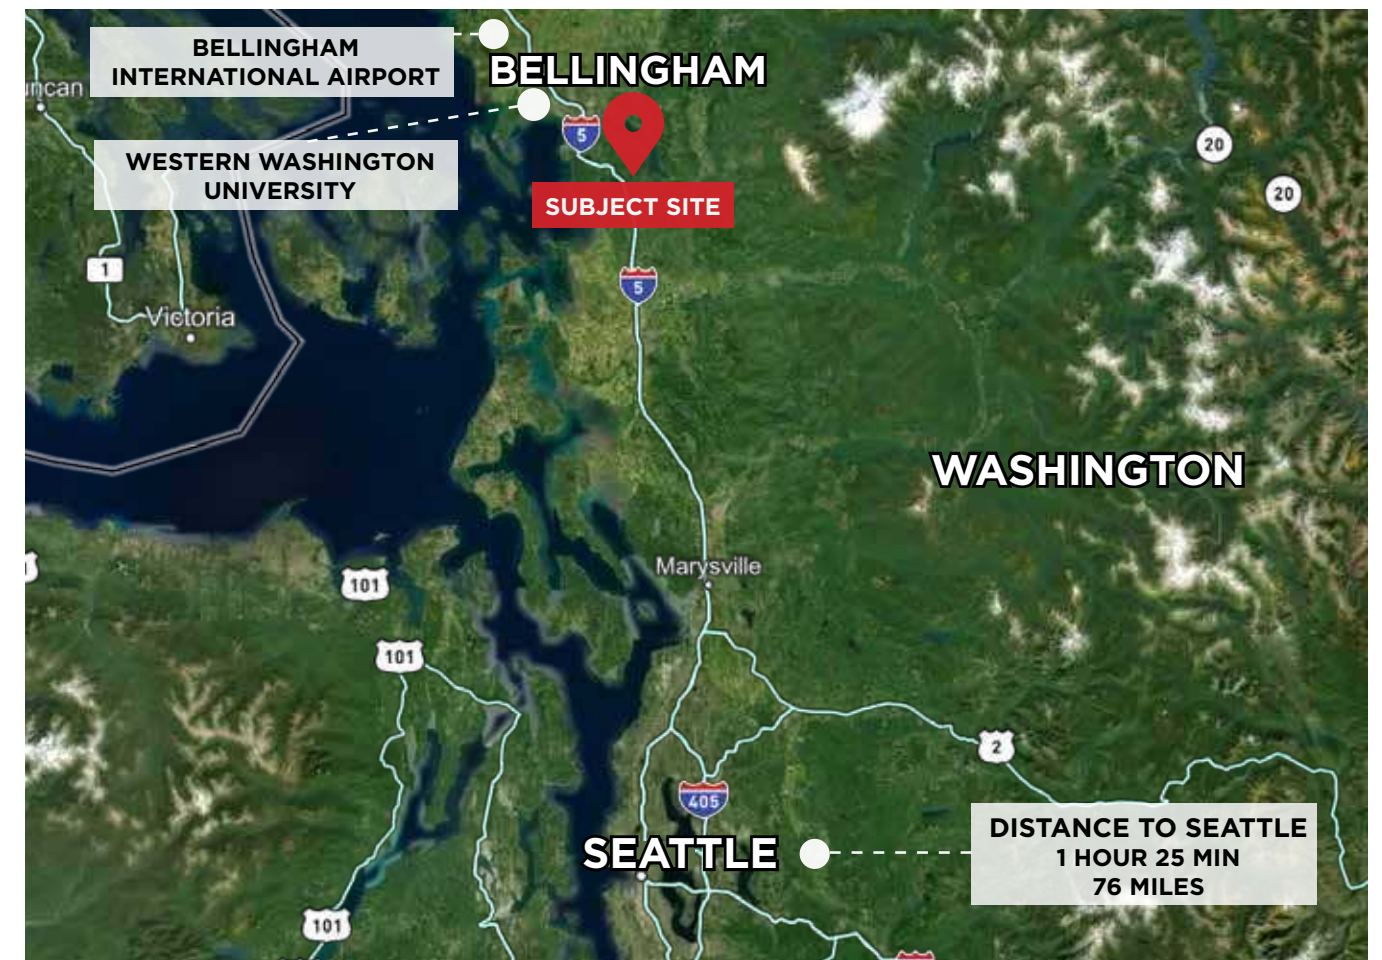 BELLINGHAM
INTERNATIONAL AIRPORT
BELLINGHAM
ncan
5
WESTERN WASHINGTON
UNIVERSITY
20
20
SUBJECT SITE
1
5
Victoria
WASHINGTON
Marysville
101
101
2
405
DISTANCE TO SEATTLE
1 HOUR 25 MIN
76 MILES
SEATTLE
101